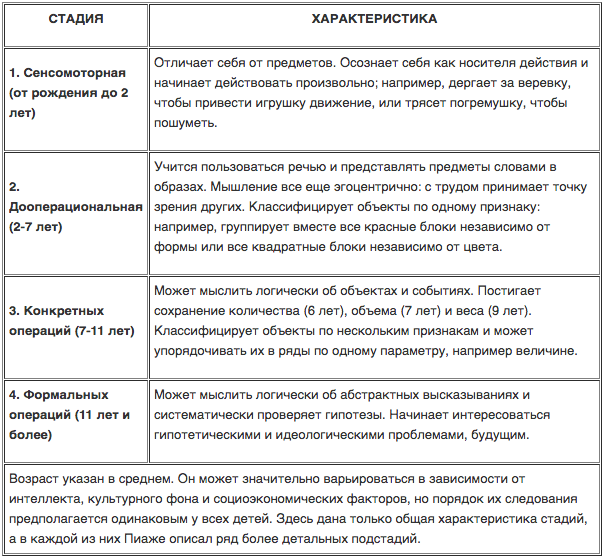 СТАДИЯ
ХАРАКТЕРИСТИКА
1. Сенсомоторная
(от рождения до 2
лет)
Отличает себя от предметов. Осознает себя как носителя действия и
начинает действовать произвольно; например, дергает за веревку,
чтобы привести игрушку движение, или трясет погремушку, чтобы
пошуметь.
2.
Дооперациональная
(2-7 лет)
Учится пользоваться речью и представлять предметы словами в
образах. Мышление все еще эгоцентрично: с трудом принимает точку
зрения других. Классифицирует объекты по одному признаку:
например, группирует вместе все красные блоки независимо от
формы или все квадратные блоки независимо от цвета.
3. Конкретных
операций (7-11 лет)
Может мыслить логически об объектах и событиях. Постигает
сохранение количества (6 лет), объема (7 лет) и веса (9 лет).
Классифицирует объекты по нескольким признакам и может
упорядочивать их в ряды по одному параметру, например величине.
4. Формальных
операций (11 лет и
более)
Может мыслить логически об абстрактных высказываниях и
систематически проверяет гипотезы. Начинает интересоваться
гипотетическими и идеологическими проблемами, будущим.
Возраст указан в среднем. Он может значительно варьироваться в зависимости от
интеллекта, культурного фона и социоэкономических факторов, но порядок их следования
предполагается одинаковым у всех детей. Здесь дана только общая характеристика стадий,
а в каждой из них Пиаже описал ряд более детальных подстадий.